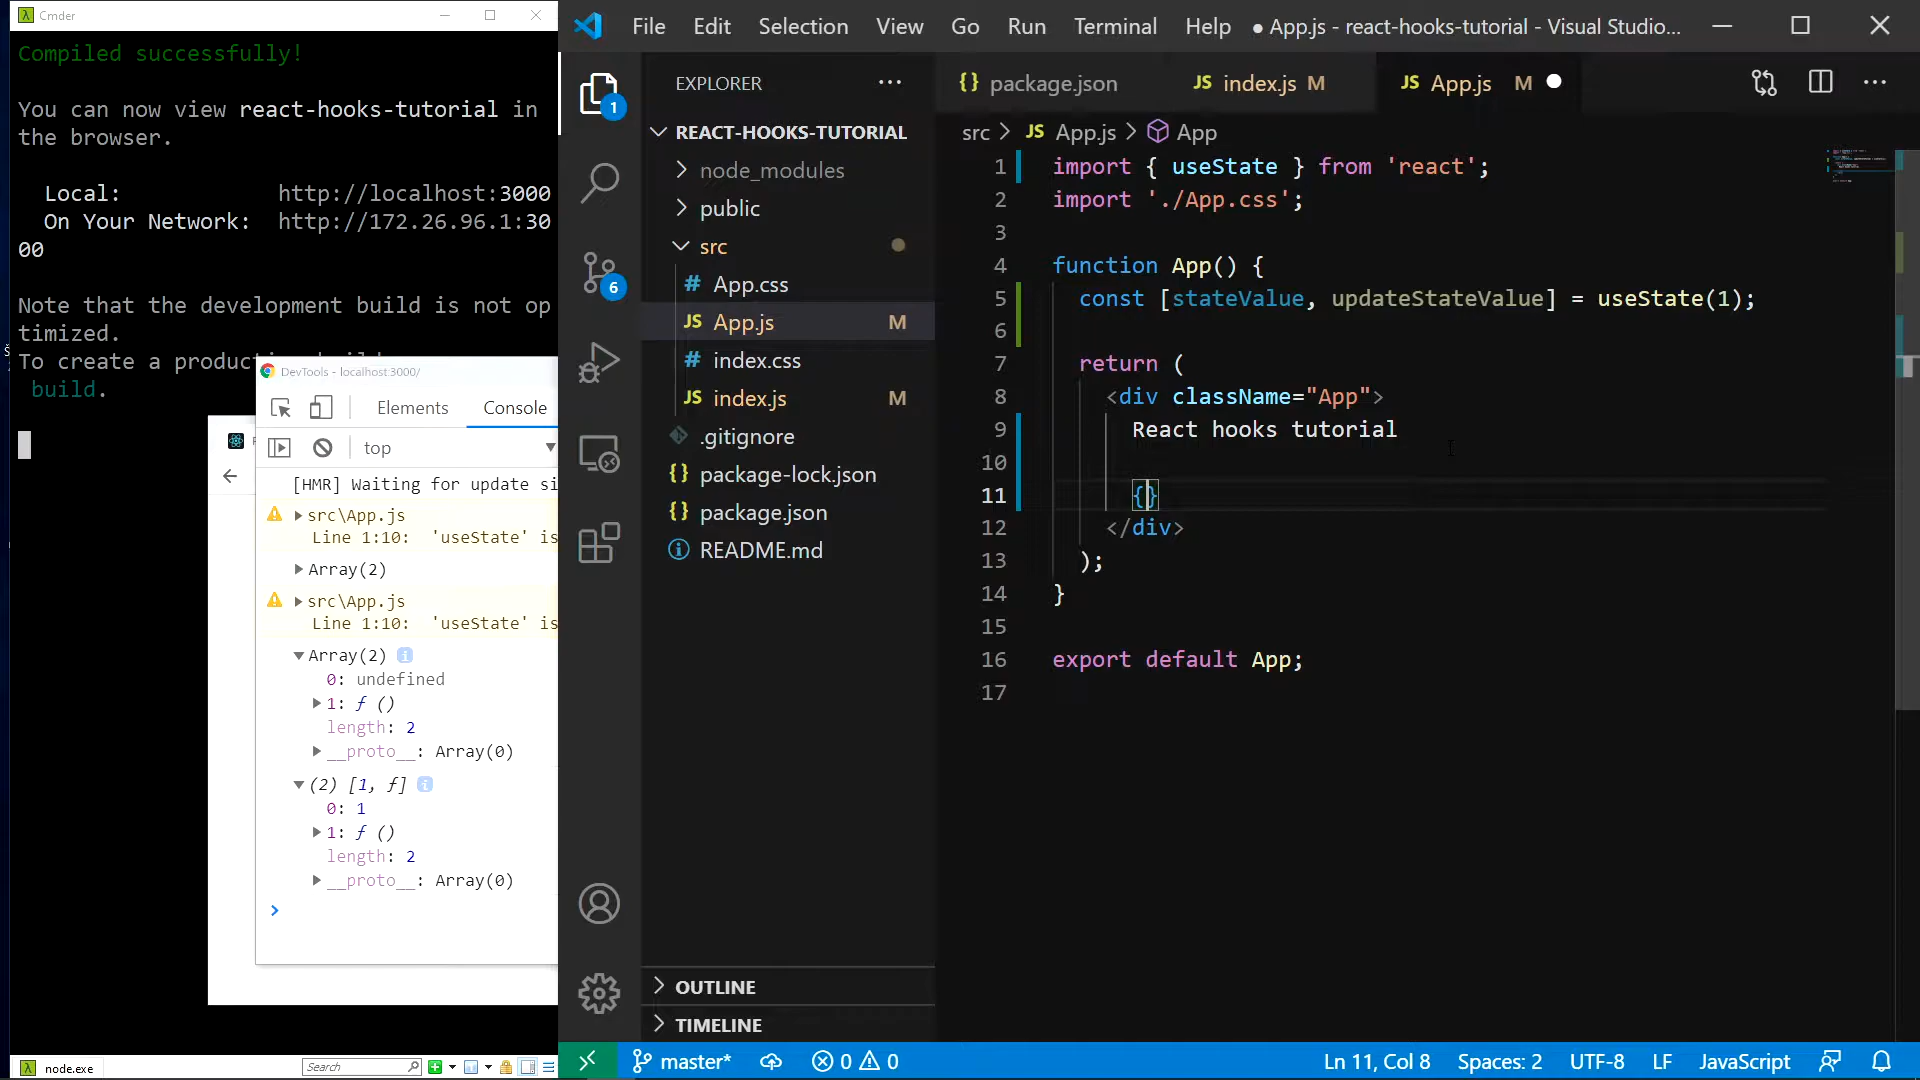 Cmder
Compiled successfully!
You can now view react-hooks-tutorial in
the browser.
Local: http://localhost:3000
On Your Network: http://172.26.96.1:30
00
Note that the development build is not op
timized.
To create a produc
build.
DevTools - localhost:3000/
Elements Console
top
[HMR] Waiting for update si
src\App.js
Line 1:10: 'useState' is
Array(2)
src\App.js
Line 1:10: 'useState' is
Array(2)
0: undefined
1: ƒ ()
length: 2
__proto__: Array(0)
(2) [1, ƒ]
0: 1
1: ƒ ()
length: 2
__proto__: Array(0)
node.exe
Search
File Edit Selection View Go Run Terminal Help ● App.js - react-hooks-tutorial - Visual Studio...
EXPLORER
REACT-HOOKS-TUTORIAL
node_modules
public
src
# App.css
JS App.js M
# index.css
JS index.js M
.gitignore
{} package-lock.json
{} package.json
README.md
OUTLINE
TIMELINE
1
6
{} package.json JS index.js M JS App.js M
src > JS App.js > App
1 import { useState } from 'react';
2 import './App.css';
3
4 function App() {
5 const [stateValue, updateStateValue] = useState(1);
6
7 return (
8 <div className="App">
9 React hooks tutorial
10
11 {}
12 </div>
13 );
14 }
15
16 export default App;
17
master* 0 0 Ln 11, Col 8 Spaces: 2 UTF-8 LF JavaScript